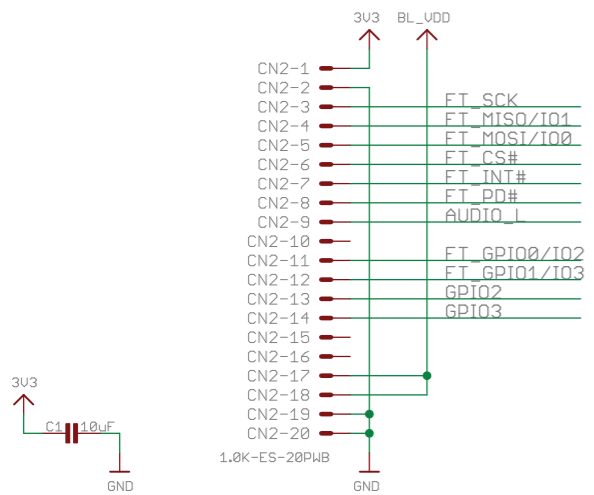 3V3 BL_VDD
CN2-1
CN2-2
CN2-3 FT_SCK
CN2-4 FT_MISO/IO1
CN2-5 FT_MOSI/IO0
CN2-6 FT_CS#
CN2-7 FT_INT#
CN2-8 FT_PD#
CN2-9 AUDIO_L
CN2-10
CN2-11 FT_GPIO0/IO2
CN2-12 FT_GPIO1/IO3
CN2-13 GPIO2
CN2-14 GPIO3
CN2-15
CN2-16
CN2-17
CN2-18
3V3
CN2-19
C1 10uF
CN2-20
1.0K-ES-20PWB
GND GND